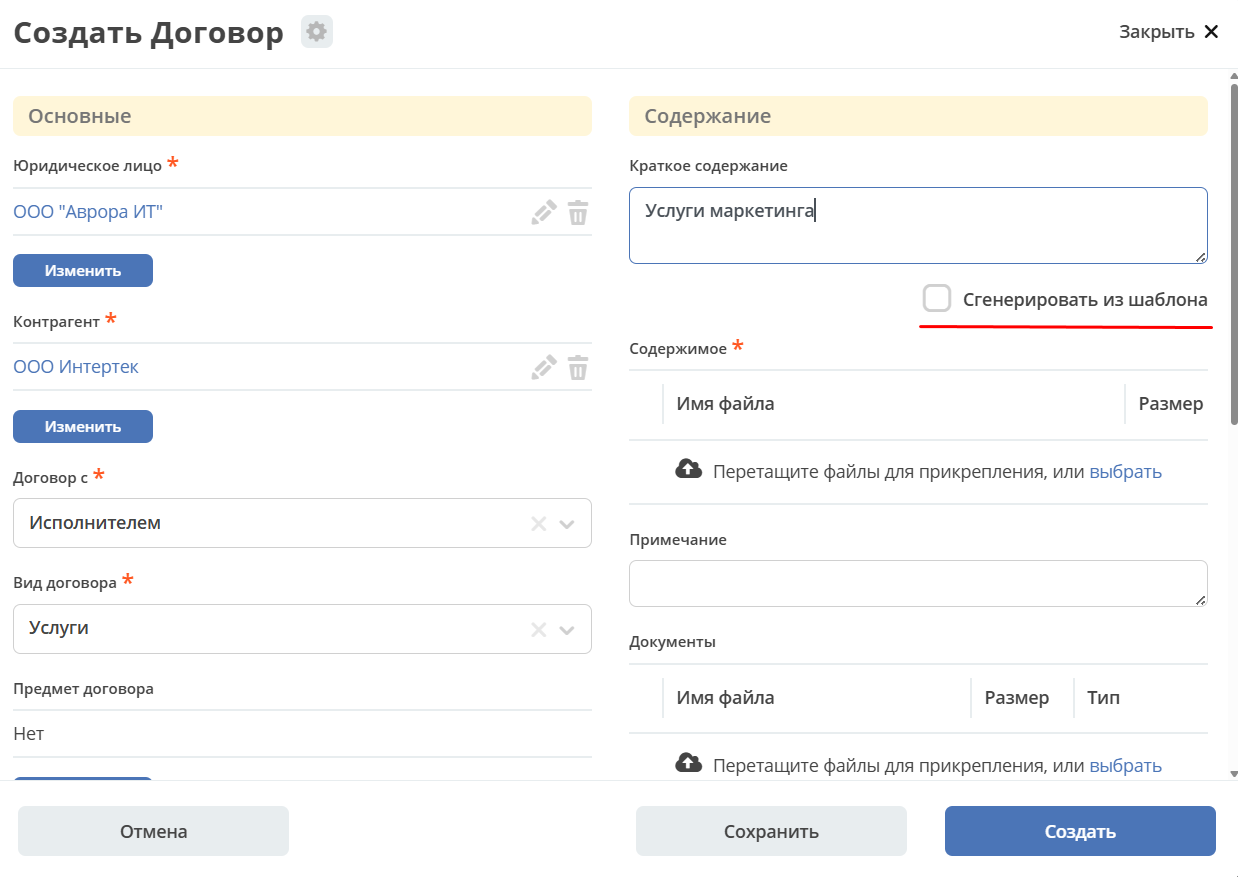 Создать Договор
Закрыть
Основные
Юридическое лицо *
ООО "Аврора ИТ"
Изменить
Контрагент *
ООО Интертек
Изменить
Договор с *
Исполнителем
Вид договора *
Услуги
Предмет договора
Нет
Содержание
Краткое содержание
Услуги маркетинга
Сгенерировать из шаблона
Содержимое *
Имя файла Размер
Перетащите файлы для прикрепления, или выбрать
Примечание
Документы
Имя файла Размер Тип
Перетащите файлы для прикрепления, или выбрать
Отмена
Сохранить
Создать